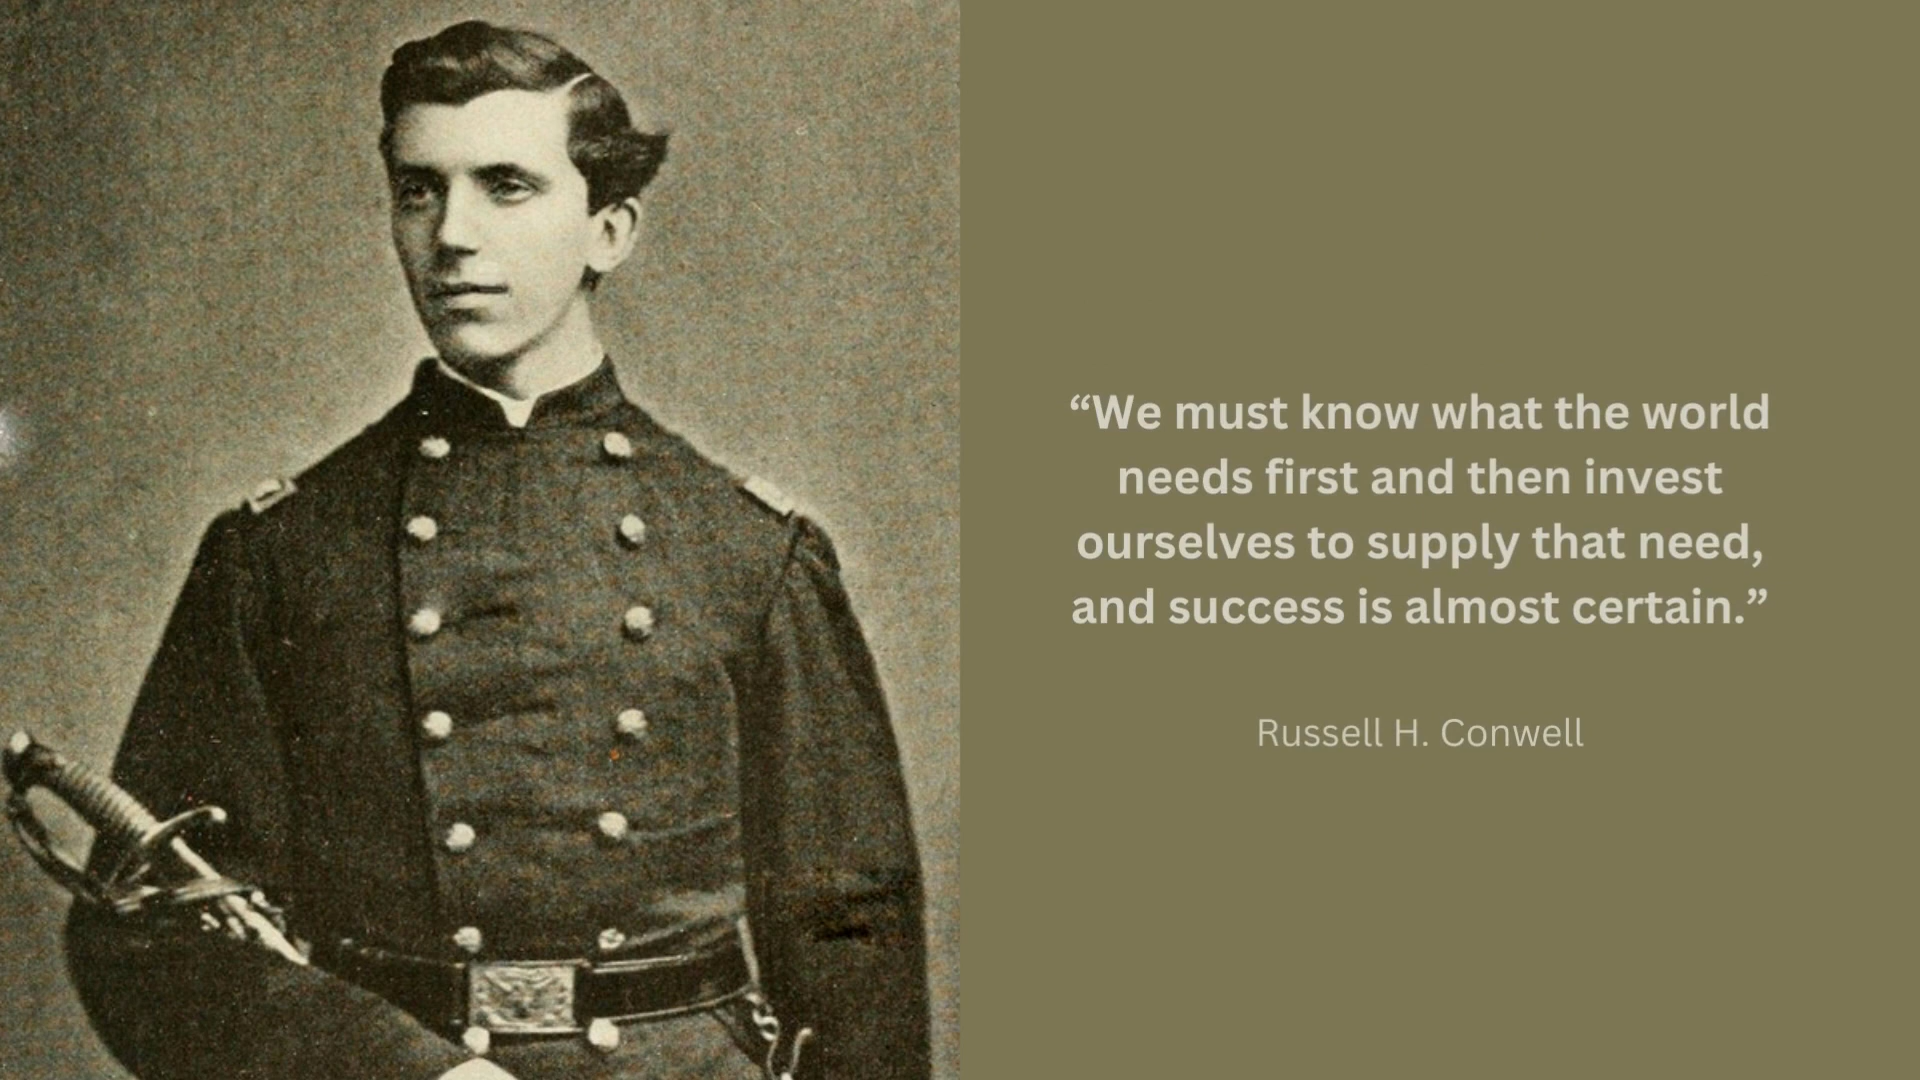 “We must know what the world
needs first and then invest
ourselves to supply that need,
and success is almost certain.”
Russell H. Conwell